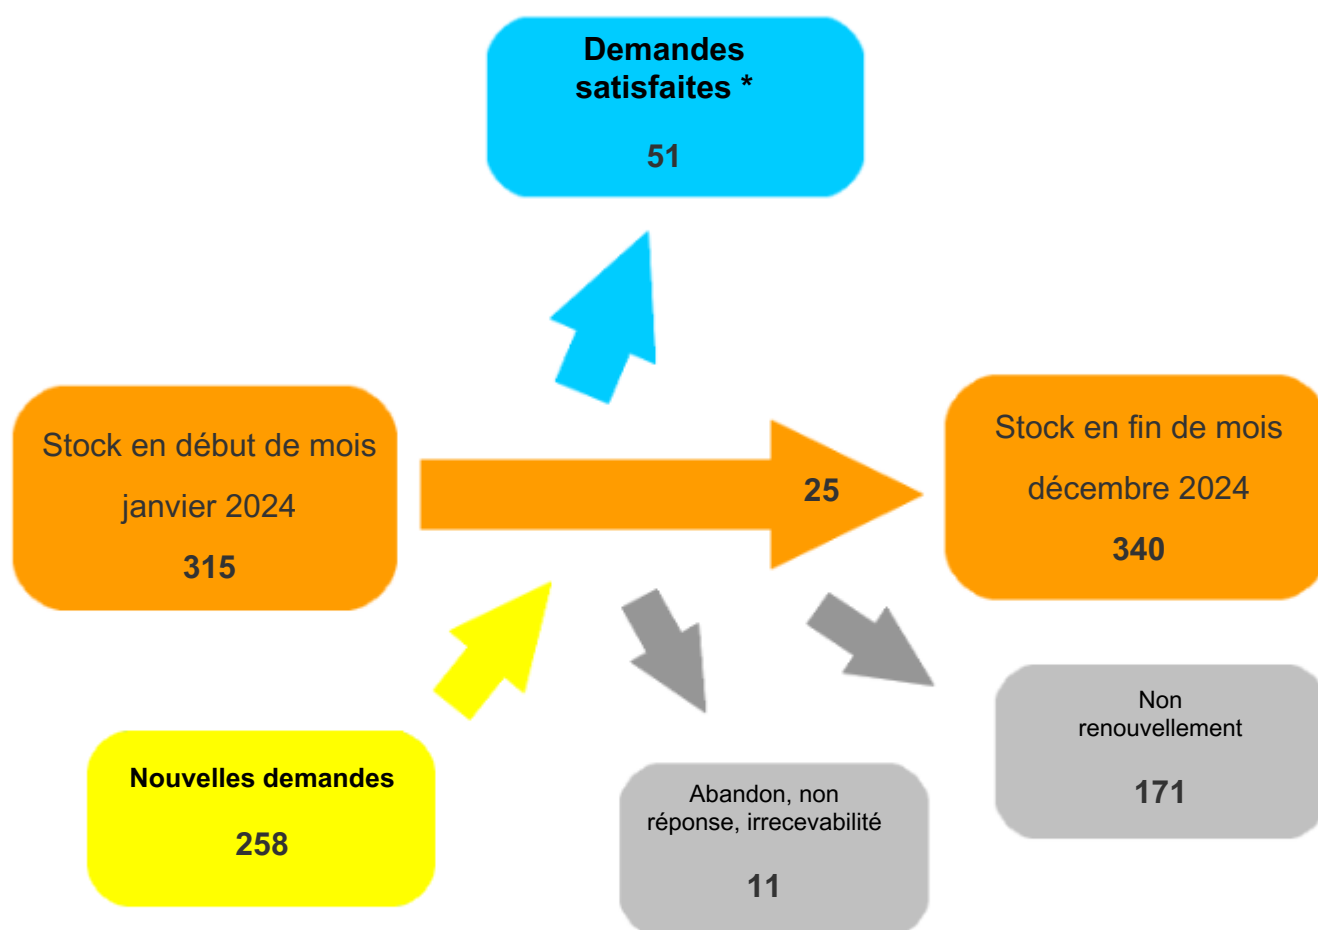 Demandes
satisfaites *
51
Stock en début de mois
janvier 2024
315
25
Stock en fin de mois
décembre 2024
340
Nouvelles demandes
258
Abandon, non
réponse, irrecevabilité
11
Non
renouvellement
171